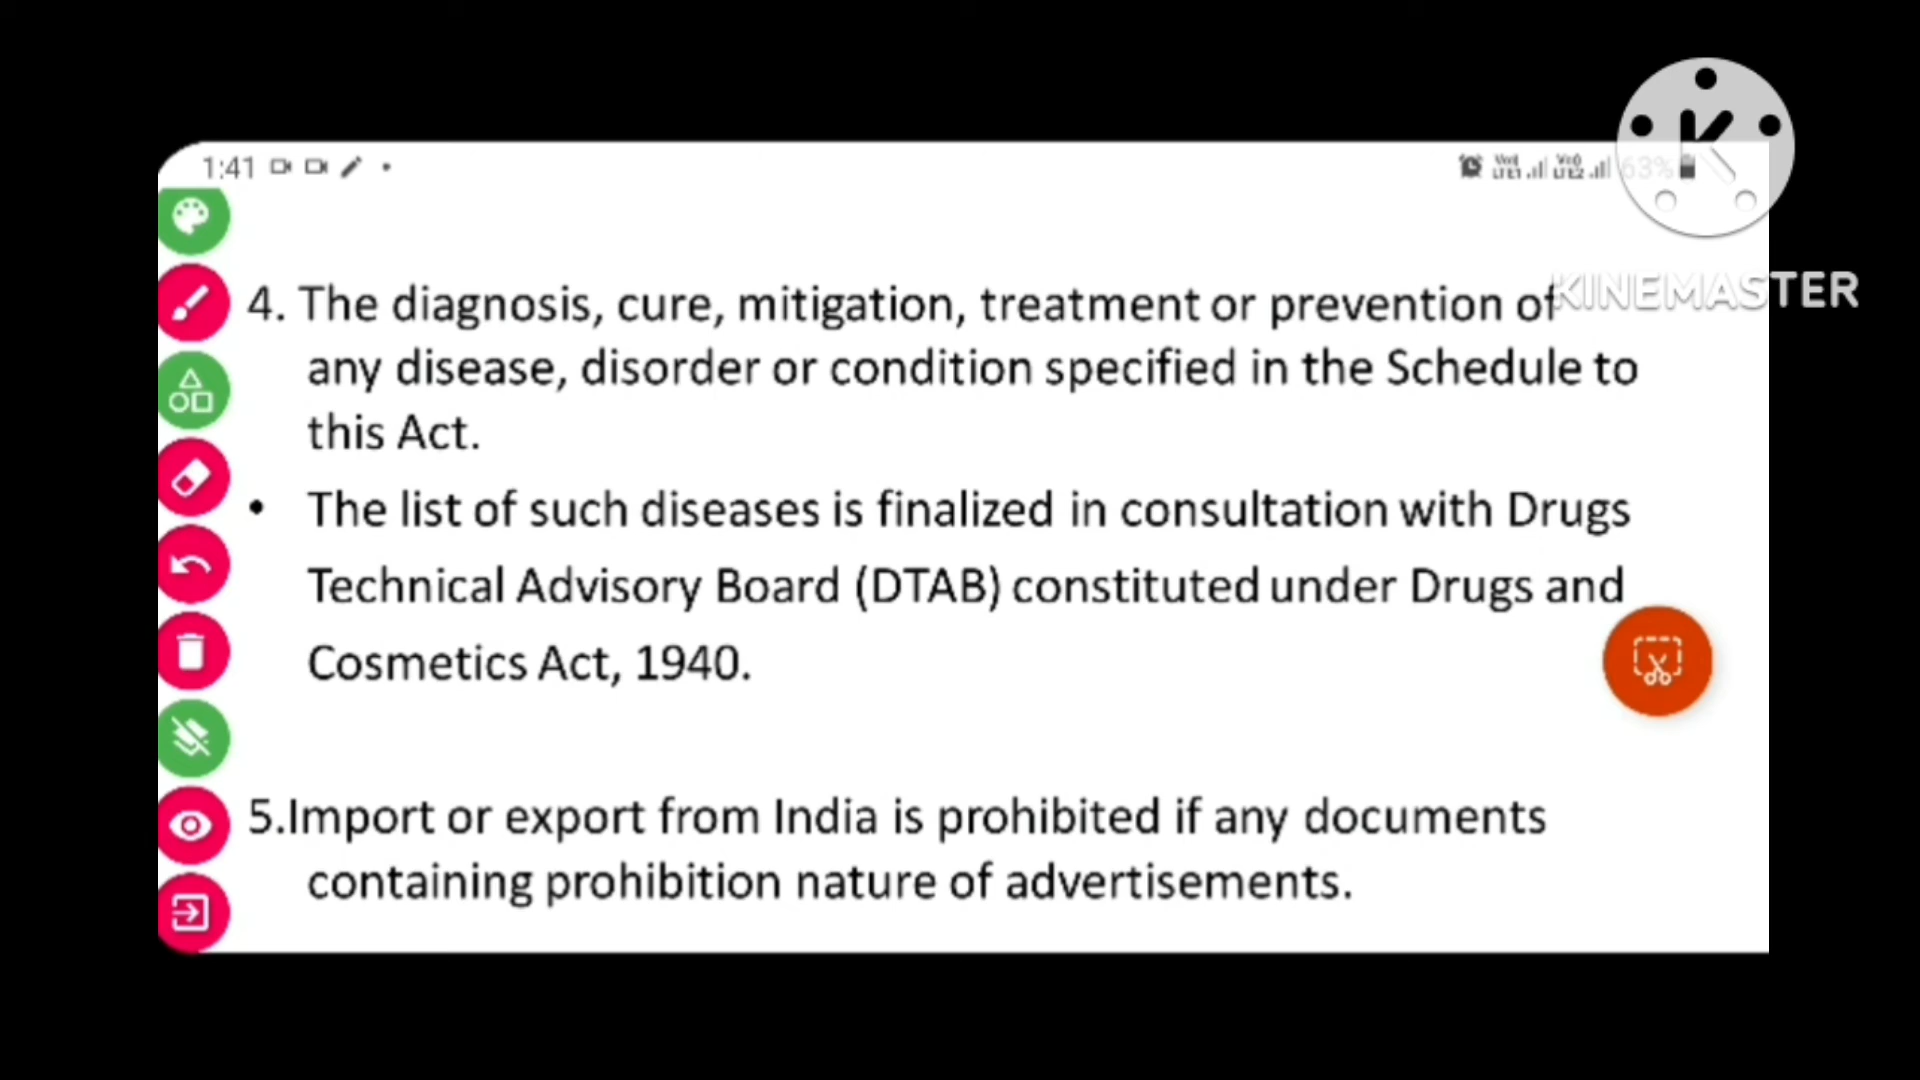 1:41
63%
KINEMASTER
4. The diagnosis, cure, mitigation, treatment or prevention of
any disease, disorder or condition specified in the Schedule to
this Act.
• The list of such diseases is finalized in consultation with Drugs
Technical Advisory Board (DTAB) constituted under Drugs and
Cosmetics Act, 1940.
5.Import or export from India is prohibited if any documents
containing prohibition nature of advertisements.